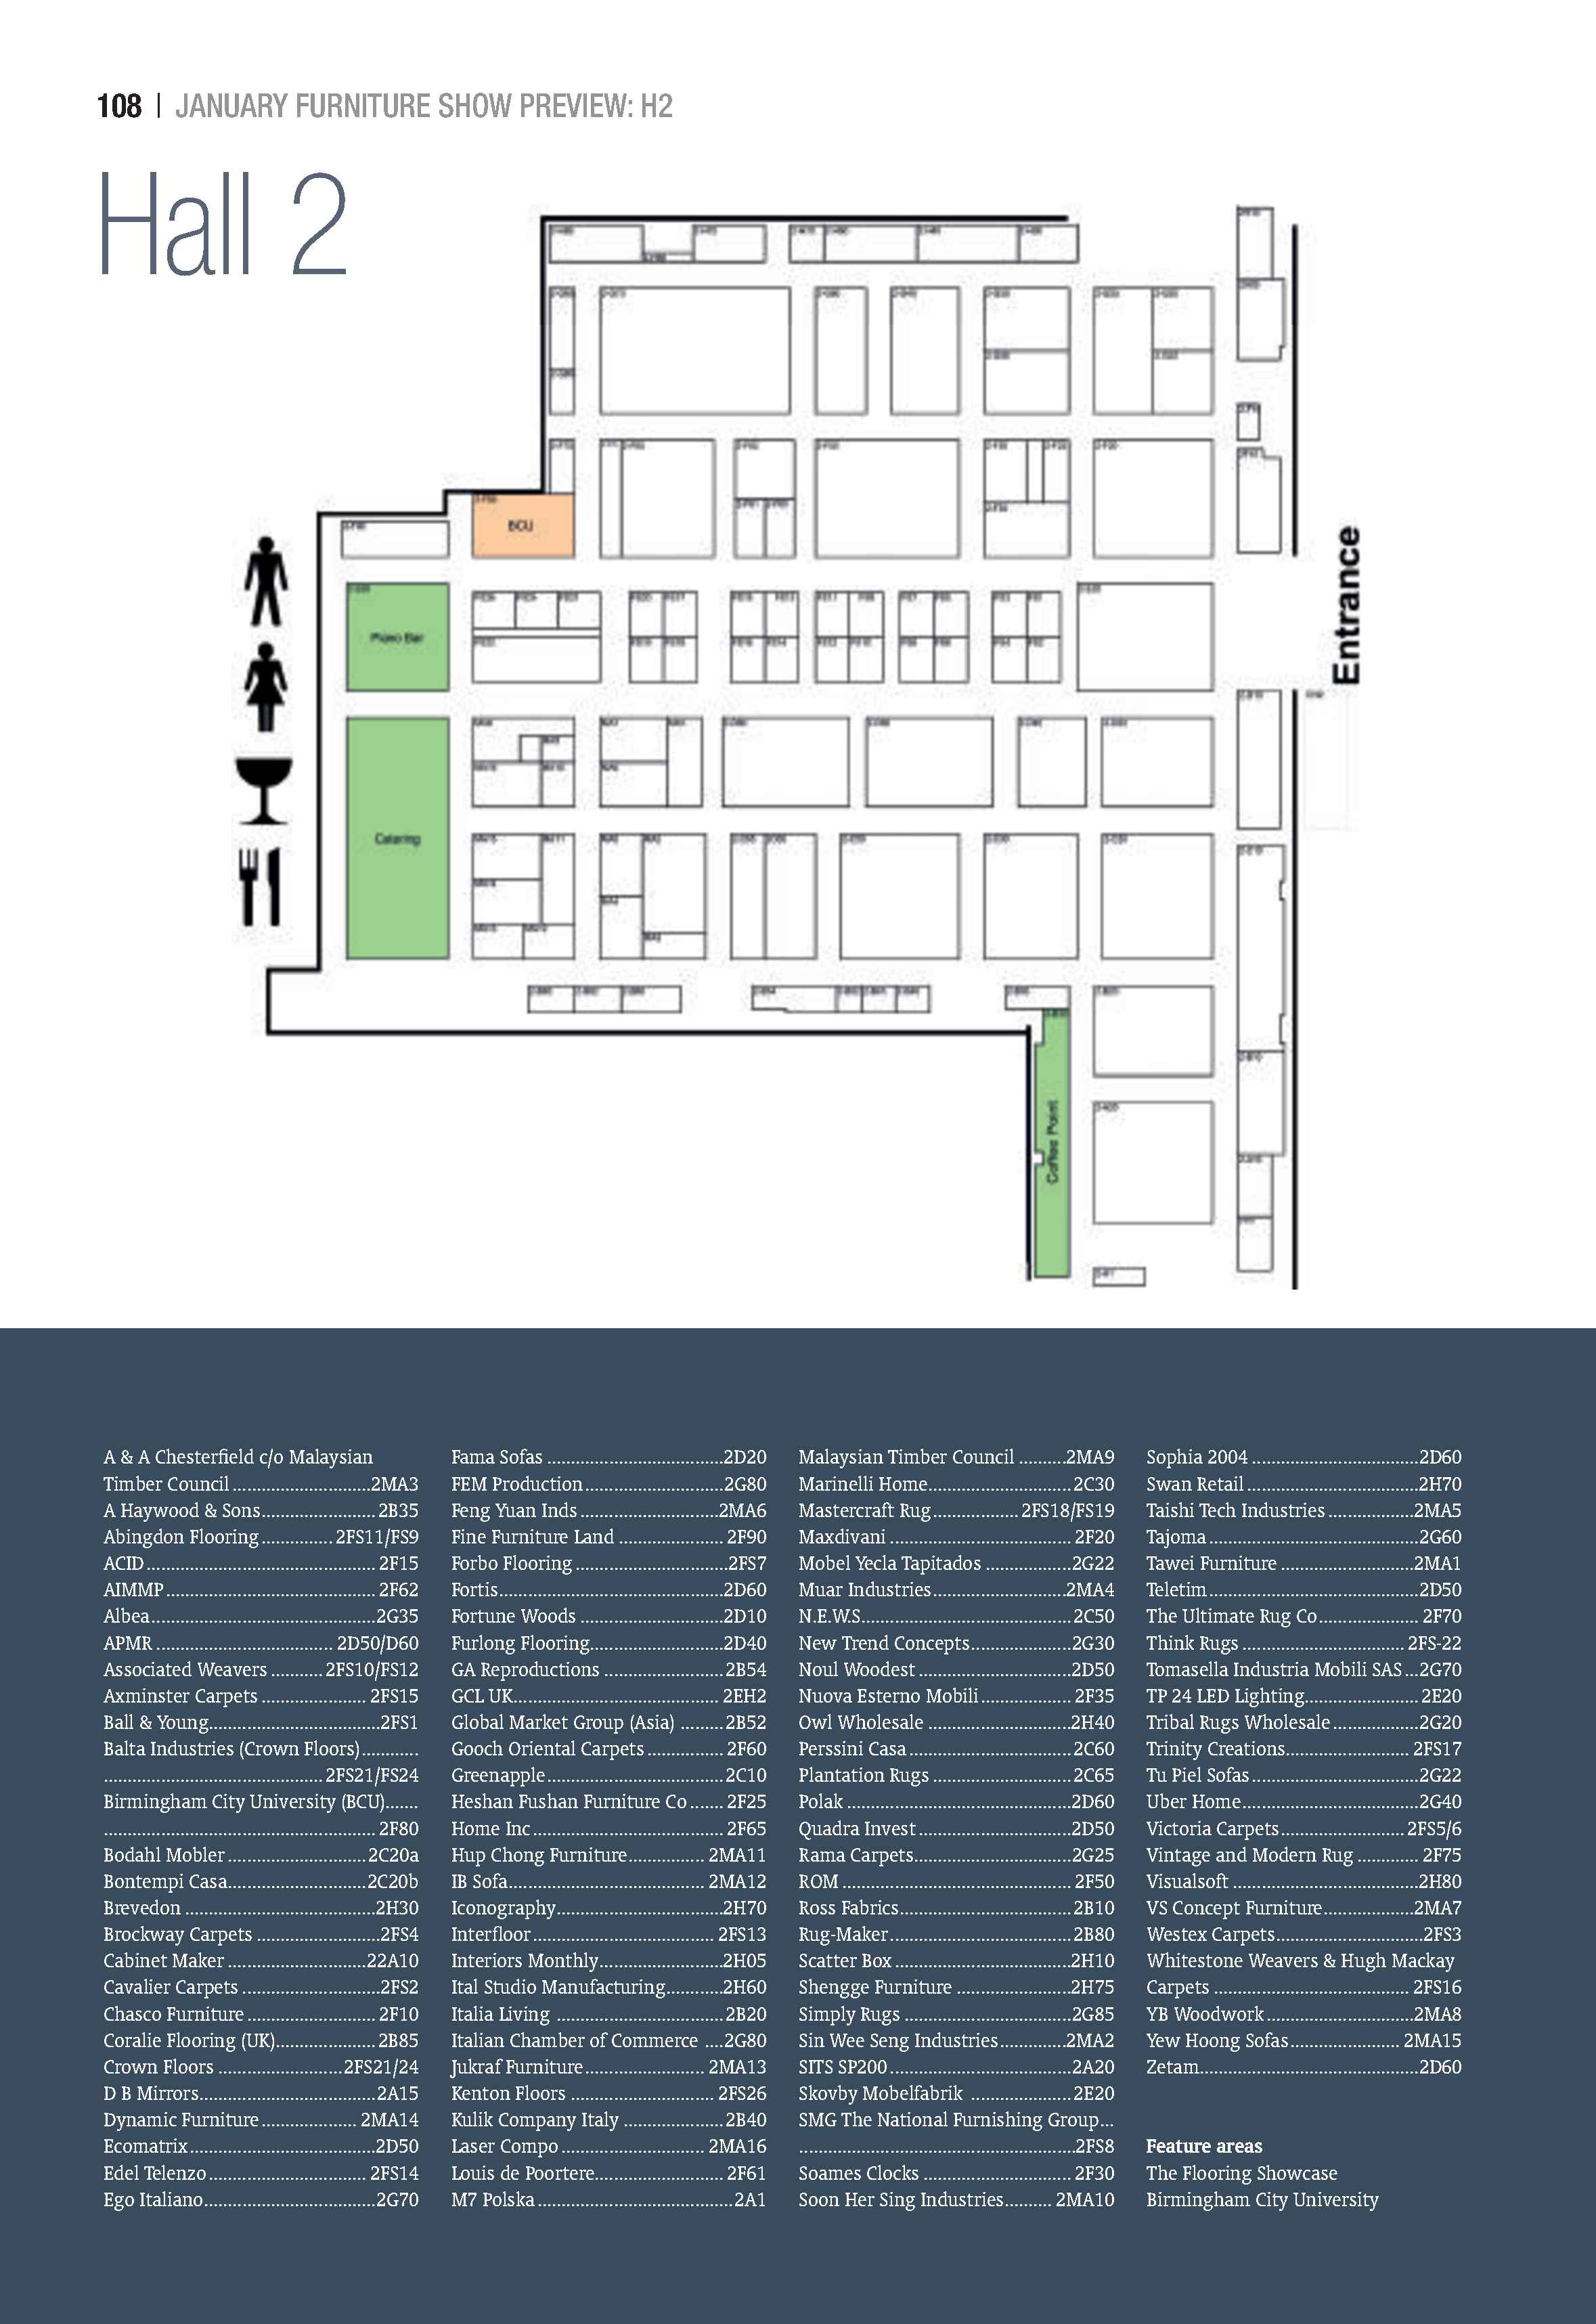 108 | JANUARY FURNITURE SHOW PREVIEW: H2
Hall 2
BCU
Piano Bar
Entrance
Catering
Coffee Point
A & A Chesterfield c/o Malaysian
Timber Council..............................2MA3
A Haywood & Sons.........................2B35
Abingdon Flooring...............2FS11/FS9
ACID..................................................2F15
AIMMP..............................................2F62
Albea.................................................2G35
APMR......................................2D50/D60
Associated Weavers...........2FS10/FS12
Axminster Carpets.......................2FS15
Ball & Young.....................................2FS1
Balta Industries (Crown Floors)............
................................................2FS21/FS24
Birmingham City University (BCU).......
...........................................................2F80
Bodahl Mobler..............................2C20a
Bontempi Casa..............................2C20b
Brevedon.........................................2H30
Brockway Carpets...........................2FS4
Cabinet Maker..............................22A10
Cavalier Carpets..............................2FS2
Chasco Furniture............................2F10
Coralie Flooring (UK)......................2B85
Crown Floors...........................2FS21/24
D B Mirrors......................................2A15
Dynamic Furniture.....................2MA14
Ecomatrix........................................2D50
Edel Telenzo..................................2FS14
Ego Italiano.....................................2G70
Fama Sofas......................................2D20
FEM Production..............................2G80
Feng Yuan Inds..............................2MA6
Fine Furniture Land.......................2F90
Forbo Flooring.................................2FS7
Fortis.................................................2D60
Fortune Woods...............................2D10
Furlong Flooring.............................2D40
GA Reproductions..........................2B54
GCL UK............................................2EH2
Global Market Group (Asia).........2B52
Gooch Oriental Carpets................2F60
Greenapple......................................2C10
Heshan Fushan Furniture Co.......2F25
Home Inc.........................................2F65
Hup Chong Furniture................2MA11
IB Sofa..........................................2MA12
Iconography....................................2H70
Interfloor.......................................2FS13
Interiors Monthly...........................2H05
Ital Studio Manufacturing............2H60
Italia Living.....................................2B20
Italian Chamber of Commerce....2G80
Jukraf Furniture..........................2MA13
Kenton Floors...............................2FS26
Kulik Company Italy......................2B40
Laser Compo...............................2MA16
Louis de Poortere............................2F61
M7 Polska...........................................2A1
Malaysian Timber Council..........2MA9
Marinelli Home...............................2C30
Mastercraft Rug..................2FS18/FS19
Maxdivani........................................2F20
Mobel Yecla Tapitados..................2G22
Muar Industries.............................2MA4
N.E.W.S.............................................2C50
New Trend Concepts.....................2G30
Noul Woodest.................................2D50
Nuova Esterno Mobili....................2F35
Owl Wholesale................................2H40
Perssini Casa...................................2C60
Plantation Rugs..............................2C65
Polak................................................2D60
Quadra Invest.................................2D50
Rama Carpets..................................2G25
ROM..................................................2F50
Ross Fabrics.....................................2B10
Rug-Maker.......................................2B80
Scatter Box......................................2H10
Shengge Furniture.........................2H75
Simply Rugs....................................2G85
Sin Wee Seng Industries..............2MA2
SITS SP200.......................................2A20
Skovby Mobelfabrik......................2E20
SMG The National Furnishing Group...
............................................................2FS8
Soames Clocks................................2F30
Soon Her Sing Industries..........2MA10
Sophia 2004....................................2D60
Swan Retail.....................................2H70
Taishi Tech Industries..................2MA5
Tajoma..............................................2G60
Tawei Furniture............................2MA1
Teletim.............................................2D50
The Ultimate Rug Co......................2F70
Think Rugs...................................2FS-22
Tomasella Industria Mobili SAS...2G70
TP 24 LED Lighting.........................2E20
Tribal Rugs Wholesale...................2G20
Trinity Creations..........................2FS17
Tu Piel Sofas....................................2G22
Uber Home.......................................2G40
Victoria Carpets...........................2FS5/6
Vintage and Modern Rug.............2F75
Visualsoft........................................2H80
VS Concept Furniture...................2MA7
Westex Carpets................................2FS3
Whitestone Weavers & Hugh Mackay
Carpets..........................................2FS16
YB Woodwork................................2MA8
Yew Hoong Sofas........................2MA15
Zetam................................................2D60
Feature areas
The Flooring Showcase
Birmingham City University